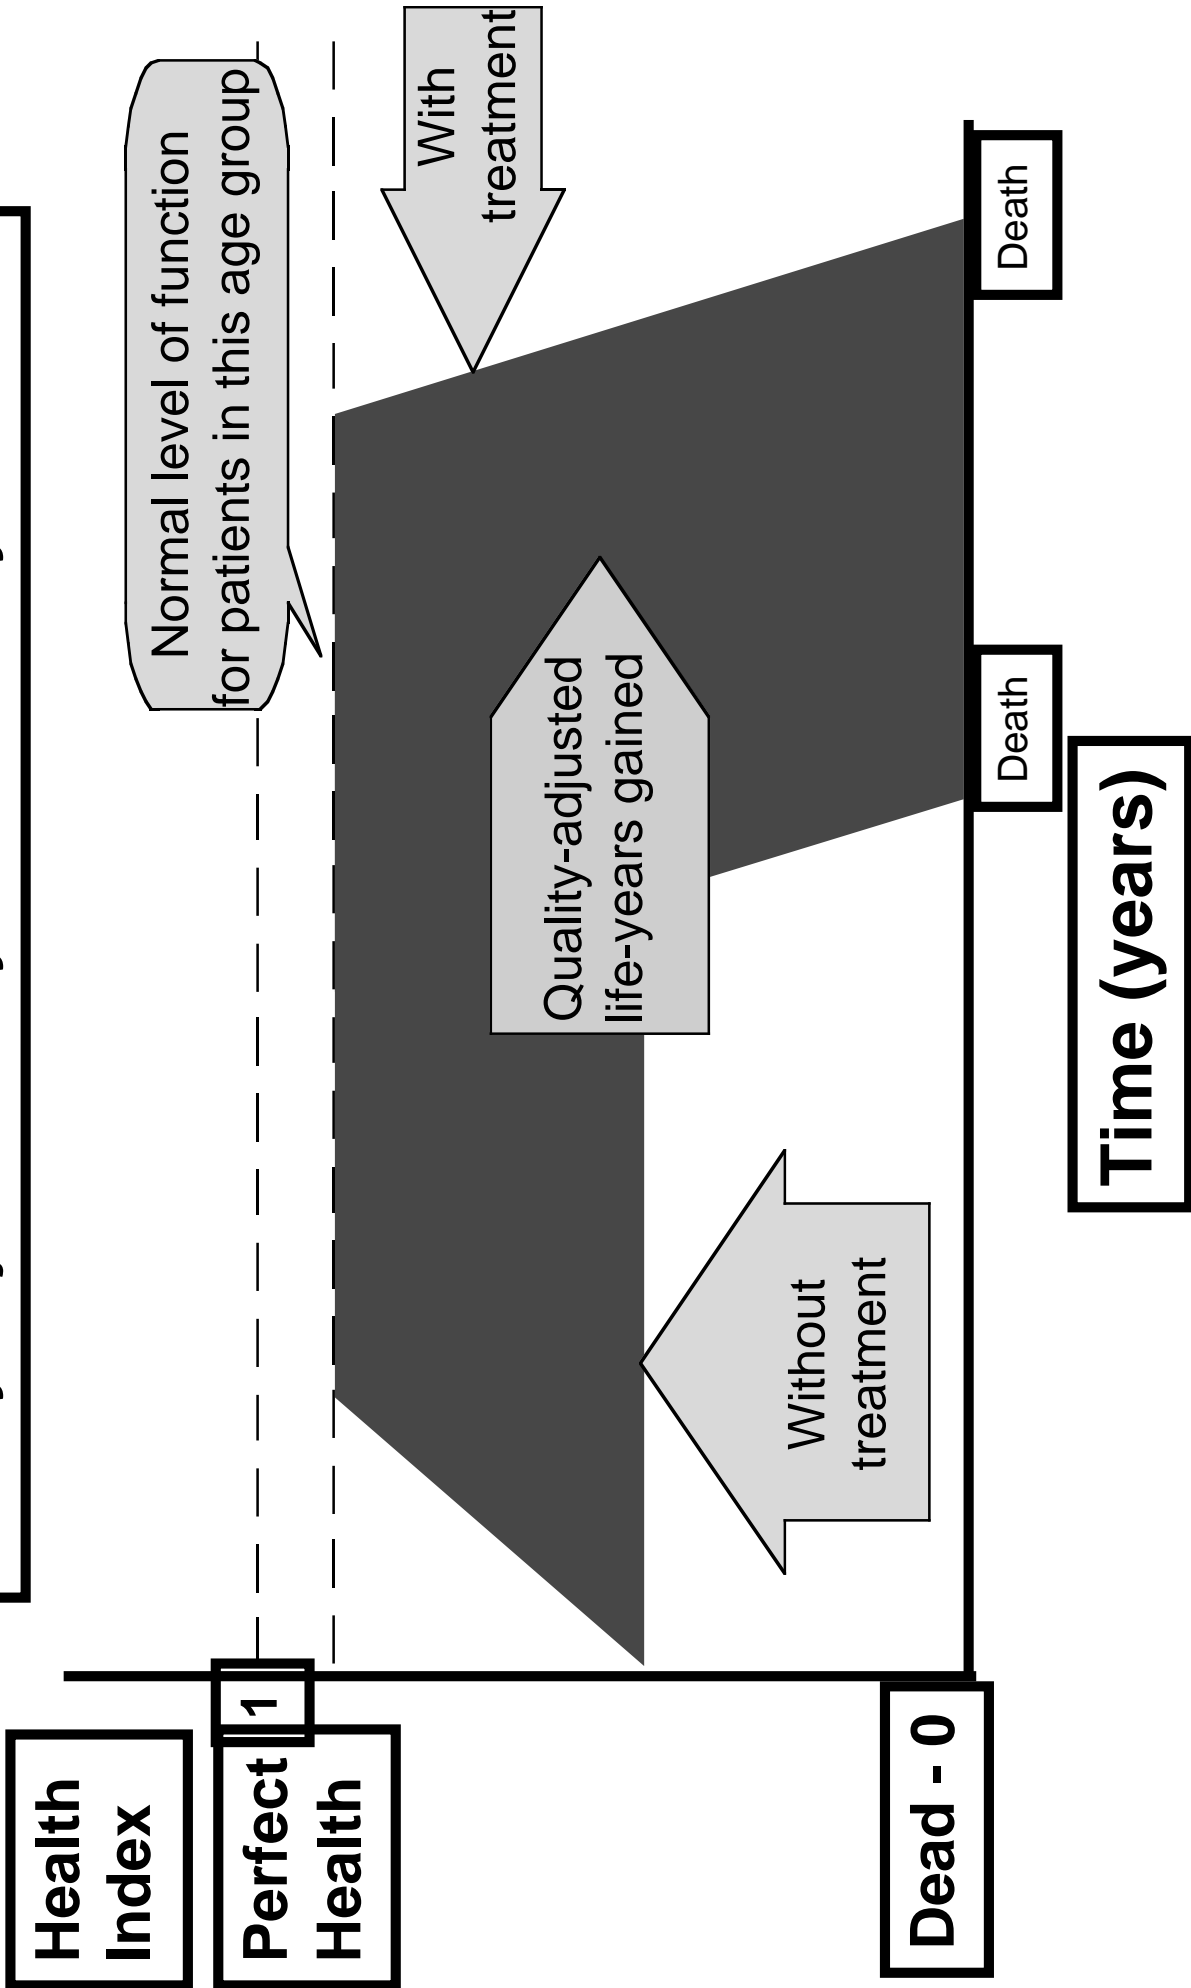 Health
Index
Perfect
Health
1
Normal level of function
for patients in this age group
With
treatment
Quality-adjusted
life-years gained
Without
treatment
Dead - 0
Death
Death
Time (years)